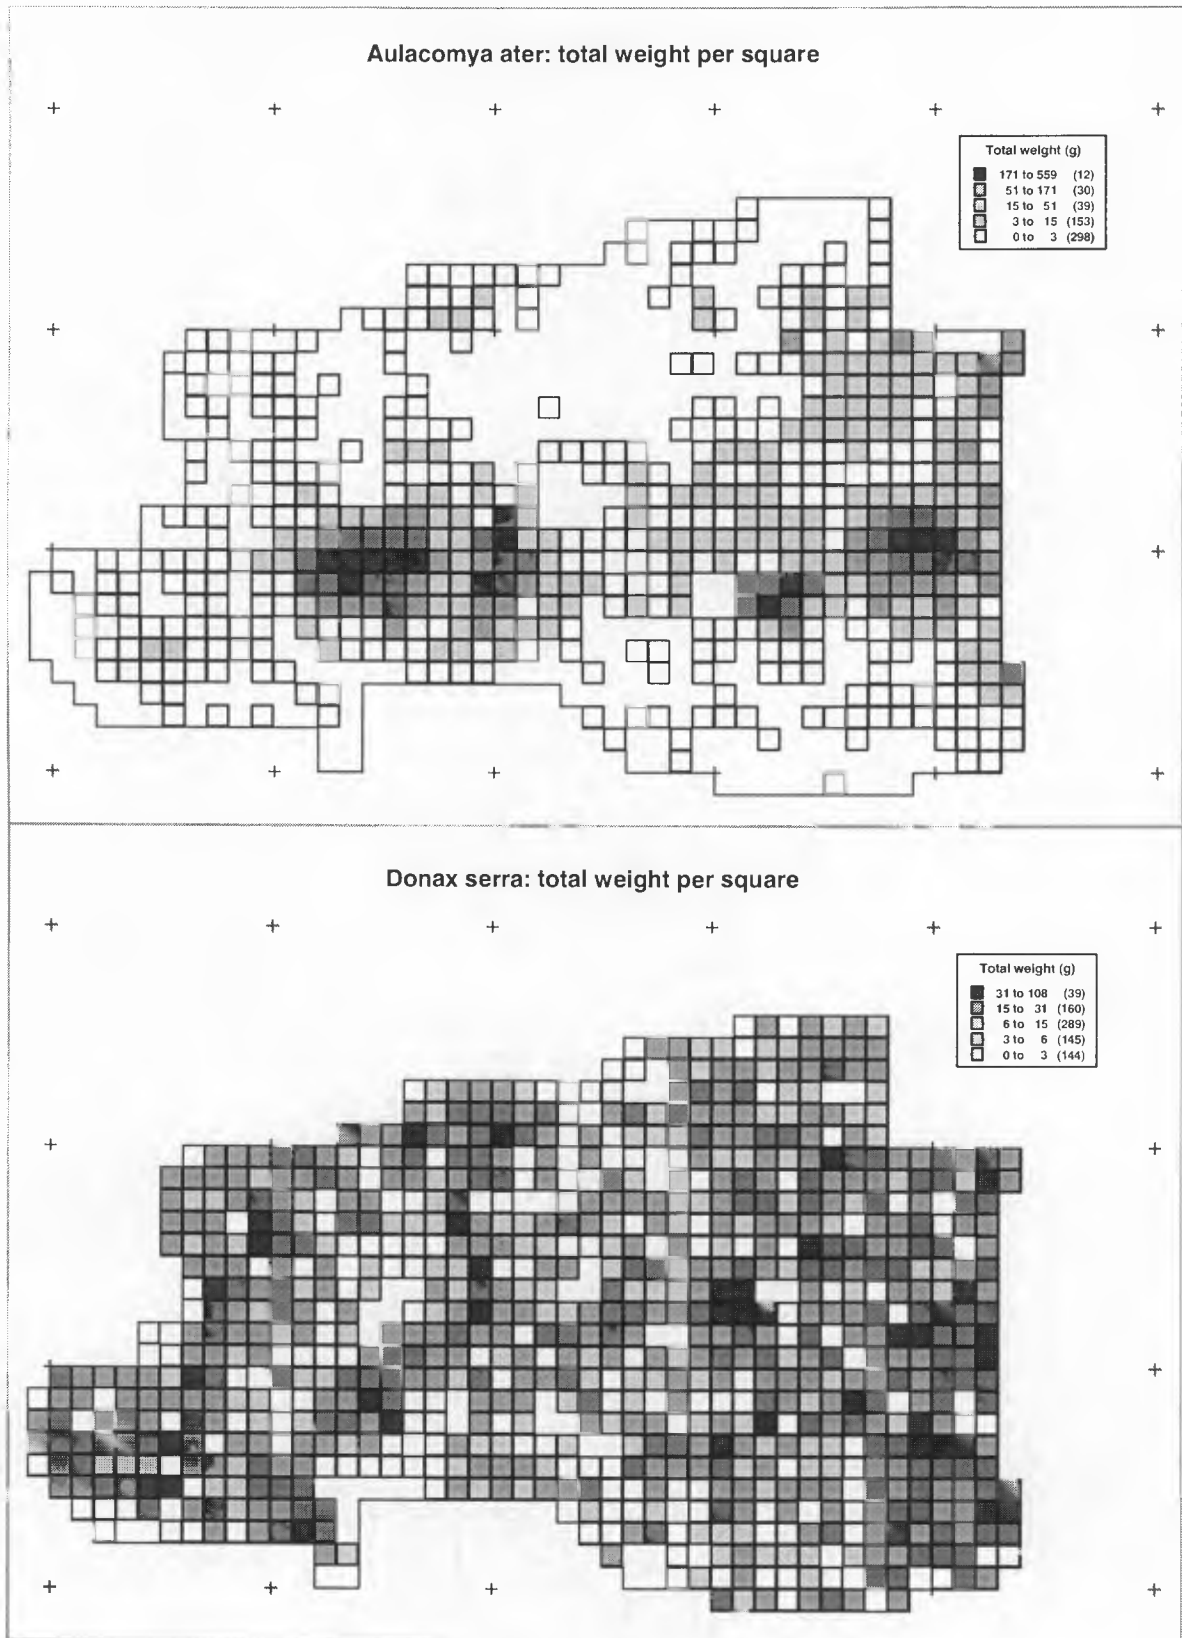 Aulacomya ater: total weight per square
Total weight (g)
171 to 559 (12)
51 to 171 (30)
15 to 51 (39)
3 to 15 (153)
0 to 3 (298)
Donax serra: total weight per square
Total weight (g)
31 to 108 (39)
15 to 31 (160)
6 to 15 (289)
3 to 6 (145)
0 to 3 (144)